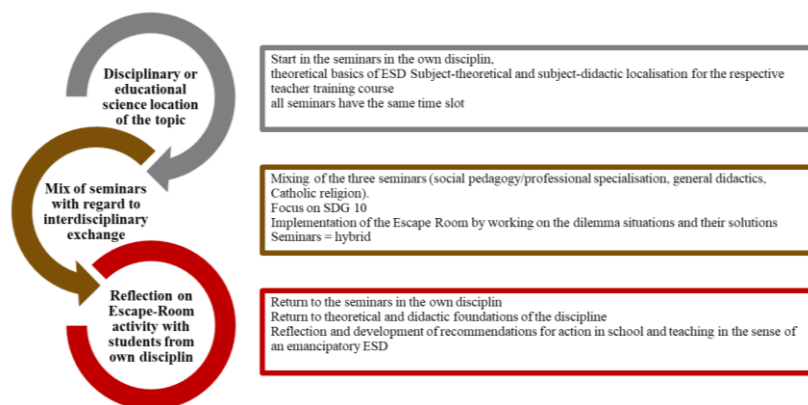 Disciplinary or
educational
science location
of the topic
Start in the seminars in the own disciplin,
theoretical basics of ESD Subject-theoretical and subject-didactic localisation for the respective
teacher training course
all seminars have the same time slot
Mix of seminars
with regard to
interdisciplinary
exchange
Mixing of the three seminars (social pedagogy/professional specialisation, general didactics,
Catholic religion).
Focus on SDG 10
Implementation of the Escape Room by working on the dilemma situations and their solutions
Seminars = hybrid
Reflection on
Escape-Room
activity with
students from
own disciplin
Return to the seminars in the own disciplin
Return to theoretical and didactic foundations of the discipline
Reflection and development of recommendations for action in school and teaching in the sense of
an emancipatory ESD